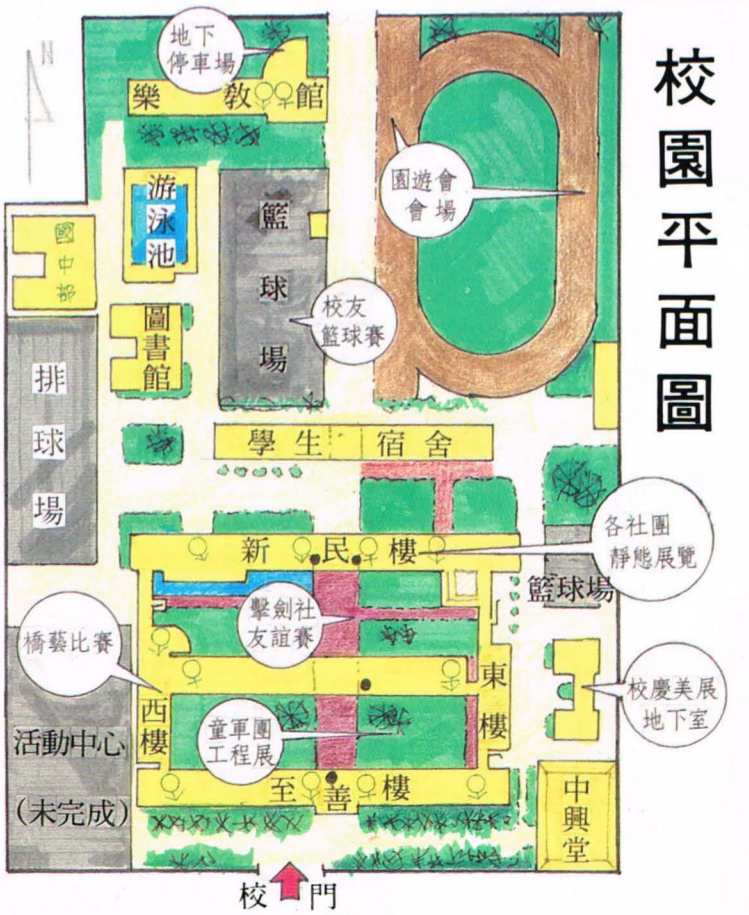 校園平面圖
N
地下
停車場
樂教館
游泳池
籃球場
園遊會
會場
國中部
校友
籃球賽
圖書館
排球場
學生宿舍
各社團
靜態展覽
新民樓
籃球場
擊劍社
友誼賽
橋藝比賽
東樓
西樓
校慶美展
地下室
童軍團
工程展
活動中心
(未完成)
至善樓
中興堂
校門